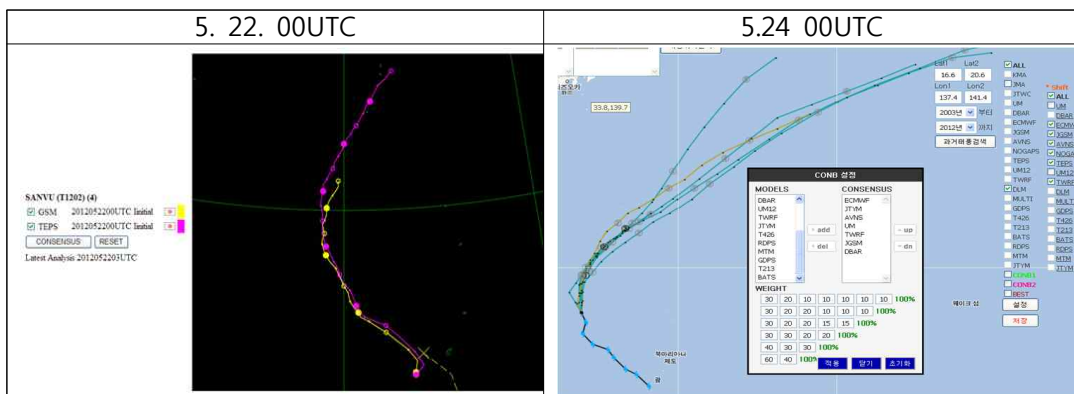 5. 22. 00UTC
5.24 00UTC
SANVU (T1202) (4)
GSM 2012052200UTC Initial
TEPS 2012052200UTC Initial
CONSENSUS RESET
Latest Analysis 2012052203UTC
33.8,139.7
Lat1 Lat2
16.6 20.6
Lon1 Lon2
137.4 141.4
2003년 부터
2012년 까지
과거태풍검색
ALL
KMA
JMA
JTWC
UM
DBAR
ECMWF
JGSM
AVNS
NOGAPS
TEPS
UM12
TWRF
DLM
MULTI
GDPS
T426
T213
BATS
RDPS
MTM
JTYM
CONB1
CONB2
BEST
설정
저장
* Shift
ALL
UM
DBAR
ECMWF
JGSM
AVNS
NOGA
TEPS
UM12
TWRF
DLM
MULT
GDPS
T426
T213
BATS
RDPS
MTM
JTYM
CONB 설정
MODELS
DBAR
UM12
TWRF
JTYM
T426
RDPS
MTM
GDPS
T213
BATS
CONSENSUS
ECMWF
JTYM
AVNS
UM
TWRF
JGSM
DBAR
- add
- del
- up
- dn
WEIGHT
30 20 10 10 10 10 10 100%
30 20 20 10 10 10 100%
30 20 20 15 15 100%
30 30 20 20 100%
40 30 30 100%
60 40 100%
적용 닫기 초기화
웨이크 섬
북마리아나
제도
괌